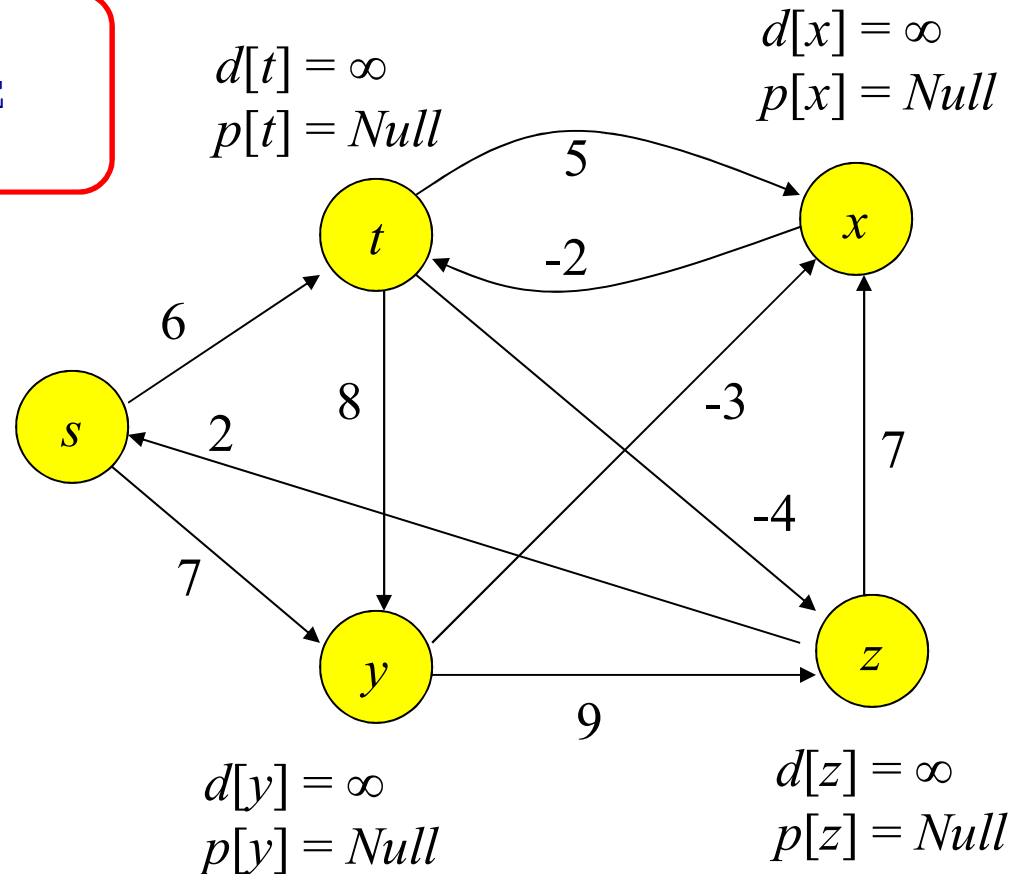 d[t] = ∞
p[t] = Null
d[x] = ∞
p[x] = Null
5
t
x
-2
6
8
-3
s
2
7
-4
7
y
z
9
d[y] = ∞
p[y] = Null
d[z] = ∞
p[z] = Null